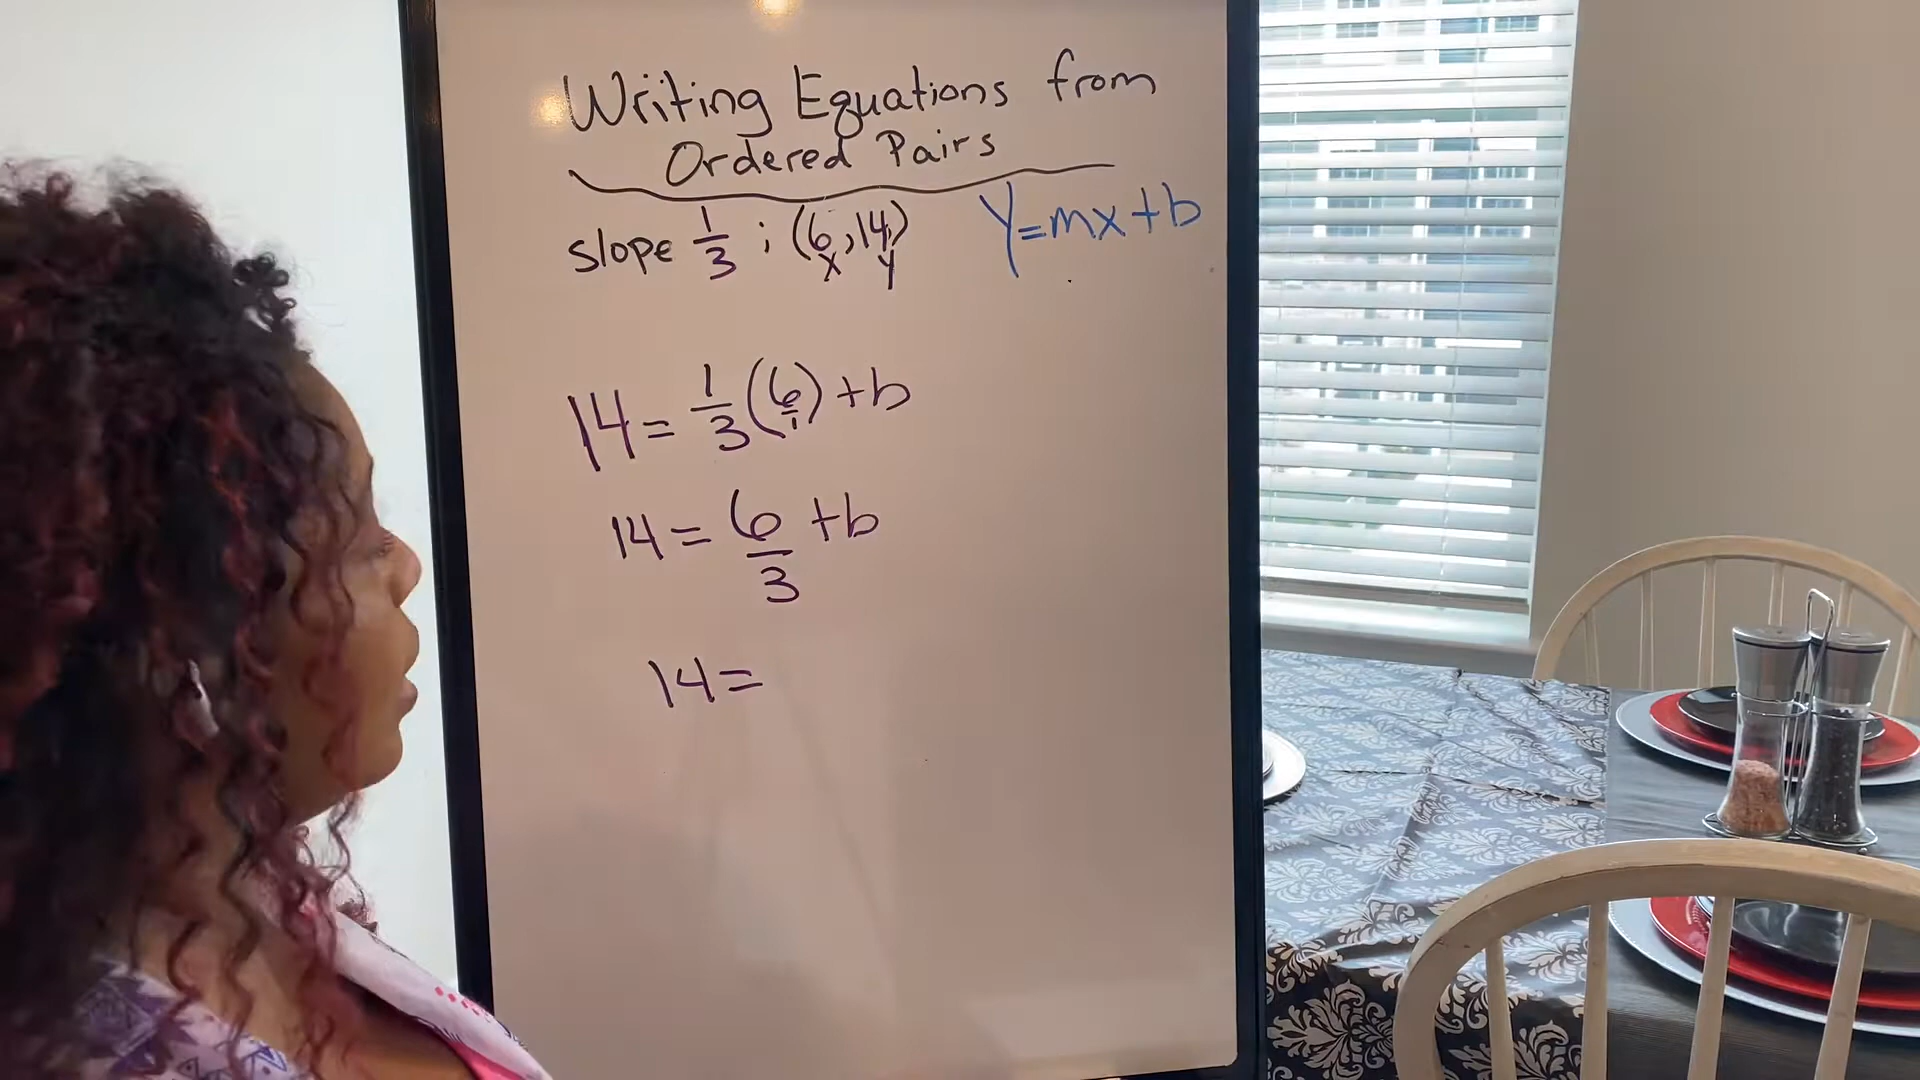 Writing Equations from
Ordered Pairs
slope 1/3 ; (6,14) Y=mx+b
x y
14 = 1/3 (6/1) +b
14 = 6/3 +b
14 =